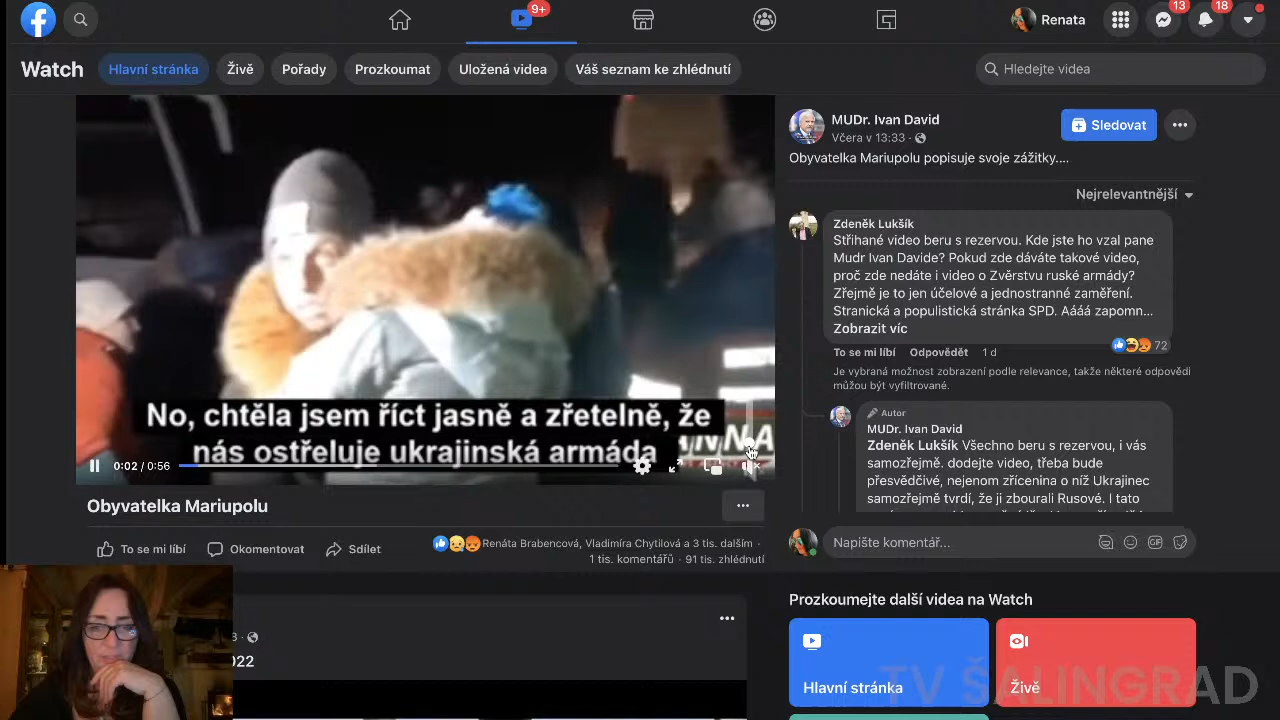 9+
Renata
13
18
Watch
Hlavní stránka
Živě
Pořady
Prozkoumat
Uložená videa
Váš seznam ke zhlédnutí
Hledejte videa
No, chtěla jsem říct jasně a zřetelně, že
nás ostřeluje ukrajinská armáda
0:02 / 0:56
Obyvatelka Mariupolu
To se mi líbí
Okomentovat
Sdílet
Renáta Brabencová, Vladimíra Chytilová a 3 tis. dalším ·
1 tis. komentářů · 91 tis. zhlédnutí
MUDr. Ivan David
Sledovat
Včera v 13:33 ·
Obyvatelka Mariupolu popisuje svoje zážitky....
Nejrelevantnější
Zdeněk Lukšík
Střihané video beru s rezervou. Kde jste ho vzal pane
Mudr Ivan Davide? Pokud zde dáváte takové video,
proč zde nedáte i video o Zvěrstvu ruské armády?
Zřejmě je to jen účelové a jednostranné zaměření.
Stranická a populistická stránka SPD. Aááá zapomn...
Zobrazit víc
To se mi líbí Odpovědět 1 d
72
Je vybraná možnost zobrazení podle relevance, takže některé odpovědi
můžou být vyfiltrované.
Autor
MUDr. Ivan David
Zdeněk Lukšík Všechno beru s rezervou, i vás
samozřejmě. dodejte video, třeba bude
přesvědčivé, nejenom zřícenina o níž Ukrajinec
samozřejmě tvrdí, že ji zbourali Rusové. I tato
Napište komentář...
GIF
Prozkoumejte další videa na Watch
Hlavní stránka
Živě
TV ŠALINGRAD